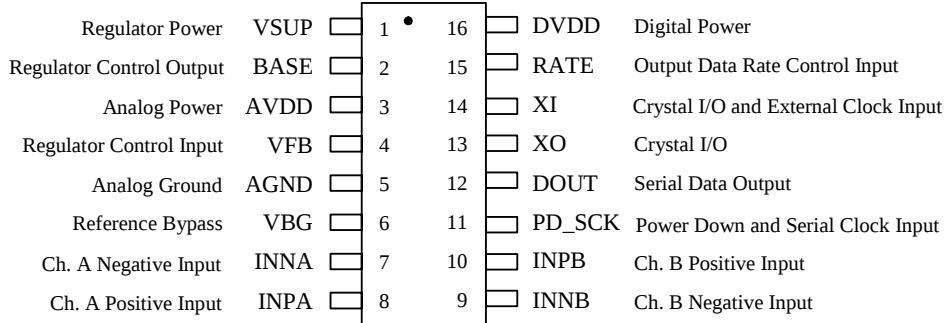 Regulator Power VSUP 1 16 DVDD Digital Power
Regulator Control Output BASE 2 15 RATE Output Data Rate Control Input
Analog Power AVDD 3 14 XI Crystal I/O and External Clock Input
Regulator Control Input VFB 4 13 XO Crystal I/O
Analog Ground AGND 5 12 DOUT Serial Data Output
Reference Bypass VBG 6 11 PD_SCK Power Down and Serial Clock Input
Ch. A Negative Input INNA 7 10 INPB Ch. B Positive Input
Ch. A Positive Input INPA 8 9 INNB Ch. B Negative Input